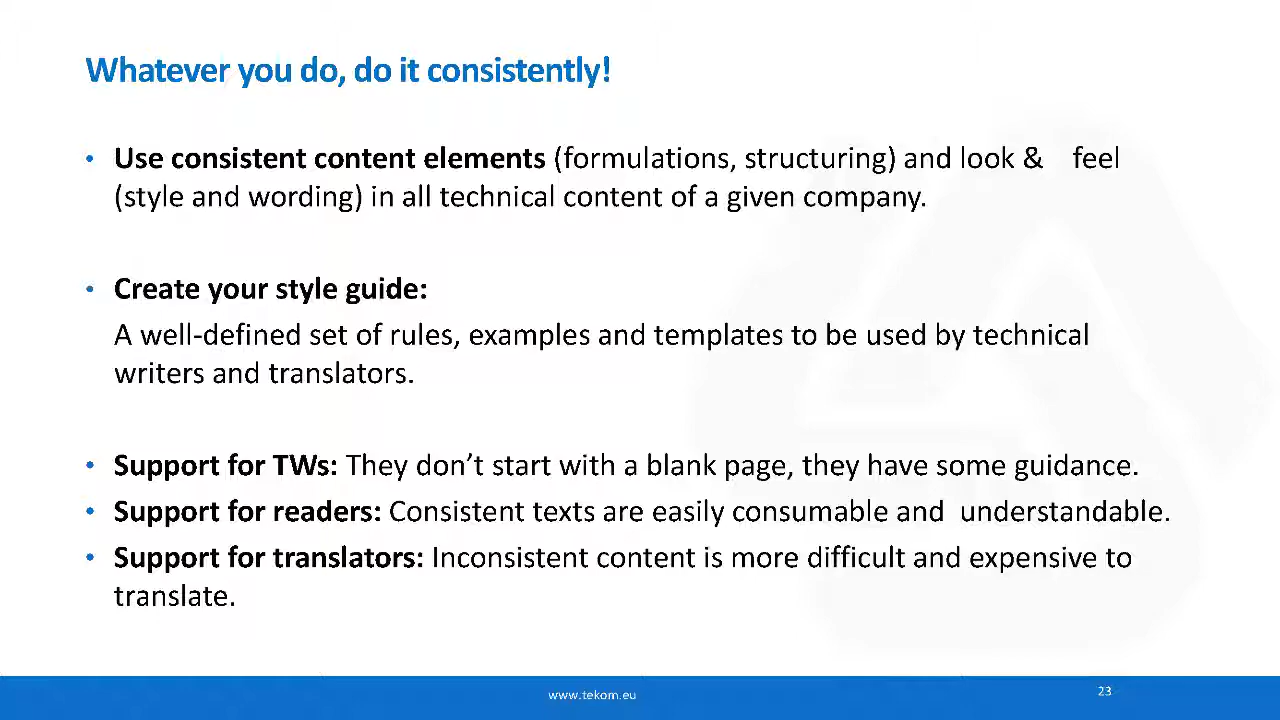 Whatever you do, do it consistently!
• Use consistent content elements (formulations, structuring) and look & feel
(style and wording) in all technical content of a given company.
• Create your style guide:
A well-defined set of rules, examples and templates to be used by technical
writers and translators.
• Support for TWs: They don’t start with a blank page, they have some guidance.
• Support for readers: Consistent texts are easily consumable and understandable.
• Support for translators: Inconsistent content is more difficult and expensive to
translate.
www.tekom.eu
23